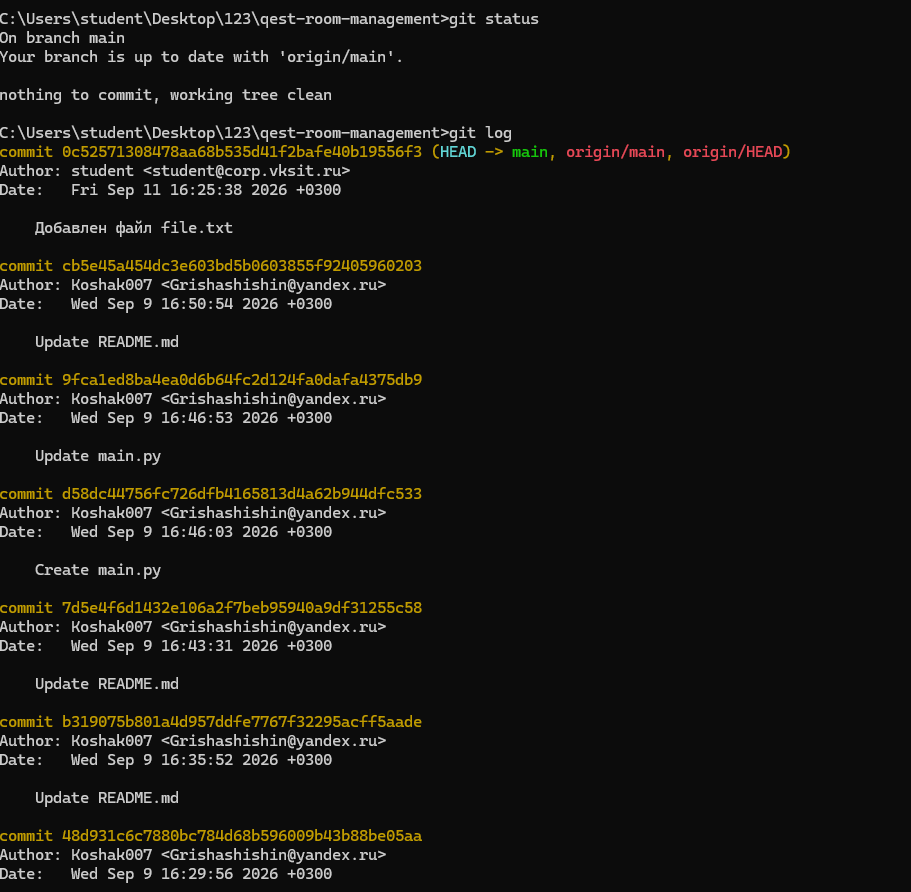 C:\Users\student\Desktop\123\qest-room-management>git status
On branch main
Your branch is up to date with 'origin/main'.
nothing to commit, working tree clean
C:\Users\student\Desktop\123\qest-room-management>git log
commit 0c52571308478aa68b535d41f2bafe40b19556f3 (HEAD -> main, origin/main, origin/HEAD)
Author: student <student@corp.vksit.ru>
Date:   Fri Sep 11 16:25:38 2026 +0300
Добавлен файл file.txt
commit cb5e45a454dc3e603bd5b0603855f92405960203
Author: Koshak007 <Grishashishin@yandex.ru>
Date:   Wed Sep 9 16:50:54 2026 +0300
Update README.md
commit 9fca1ed8ba4ea0d6b64fc2d124fa0dafa4375db9
Author: Koshak007 <Grishashishin@yandex.ru>
Date:   Wed Sep 9 16:46:53 2026 +0300
Update main.py
commit d58dc44756fc726dfb4165813d4a62b944dfc533
Author: Koshak007 <Grishashishin@yandex.ru>
Date:   Wed Sep 9 16:46:03 2026 +0300
Create main.py
commit 7d5e4f6d1432e106a2f7beb95940a9df31255c58
Author: Koshak007 <Grishashishin@yandex.ru>
Date:   Wed Sep 9 16:43:31 2026 +0300
Update README.md
commit b319075b801a4d957ddfe7767f32295acff5aade
Author: Koshak007 <Grishashishin@yandex.ru>
Date:   Wed Sep 9 16:35:52 2026 +0300
Update README.md
commit 48d931c6c7880bc784d68b596009b43b88be05aa
Author: Koshak007 <Grishashishin@yandex.ru>
Date:   Wed Sep 9 16:29:56 2026 +0300